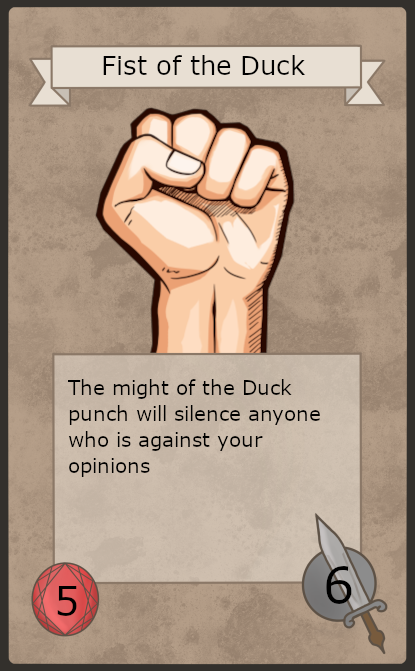 Fist of the Duck
The might of the Duck
punch will silence anyone
who is against your
opinions
5
6